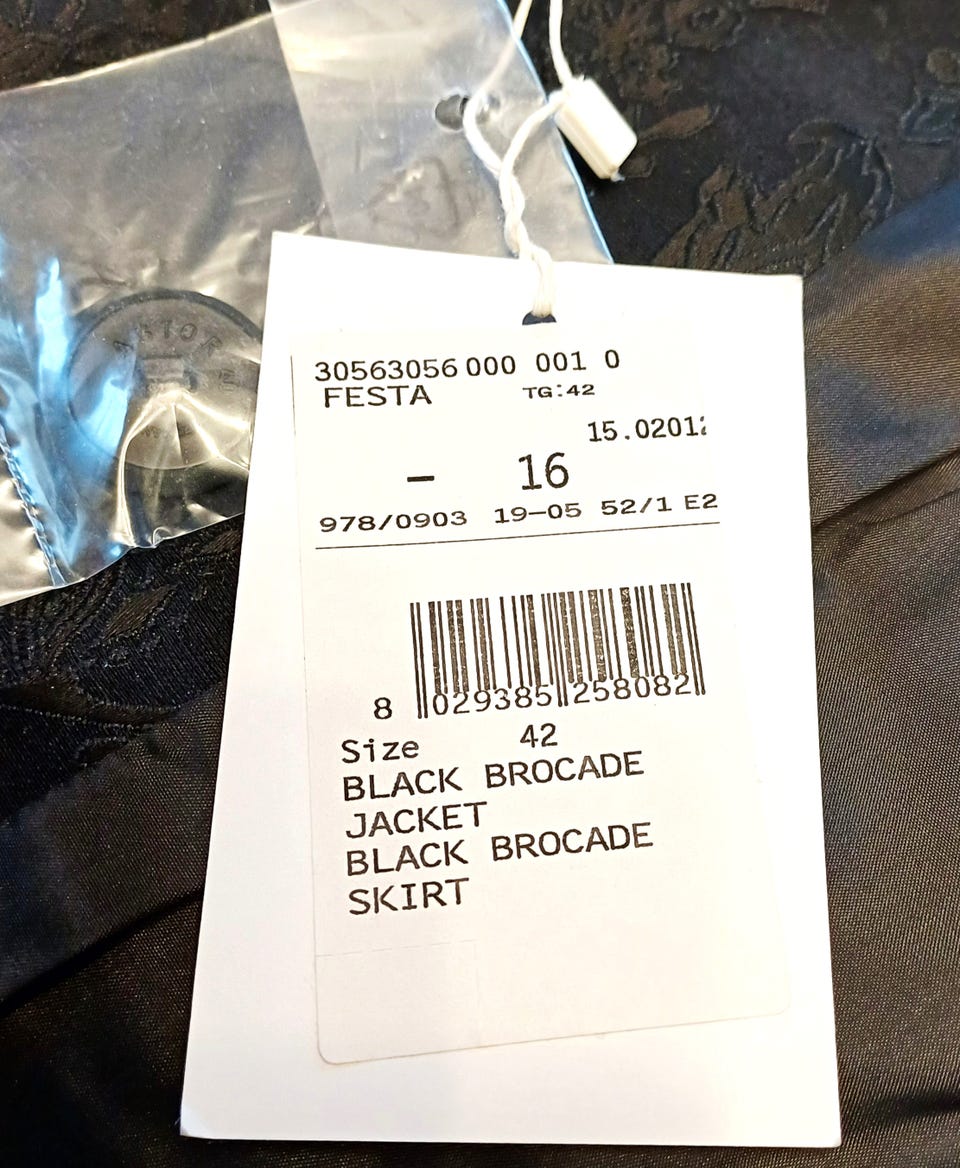 30563056 000 001 0
FESTA TG:42
15.0201
– 16
978/0903 19–05 52/1 E2
8 029385 258082
Size 42
BLACK BROCADE
JACKET
BLACK BROCADE
SKIRT